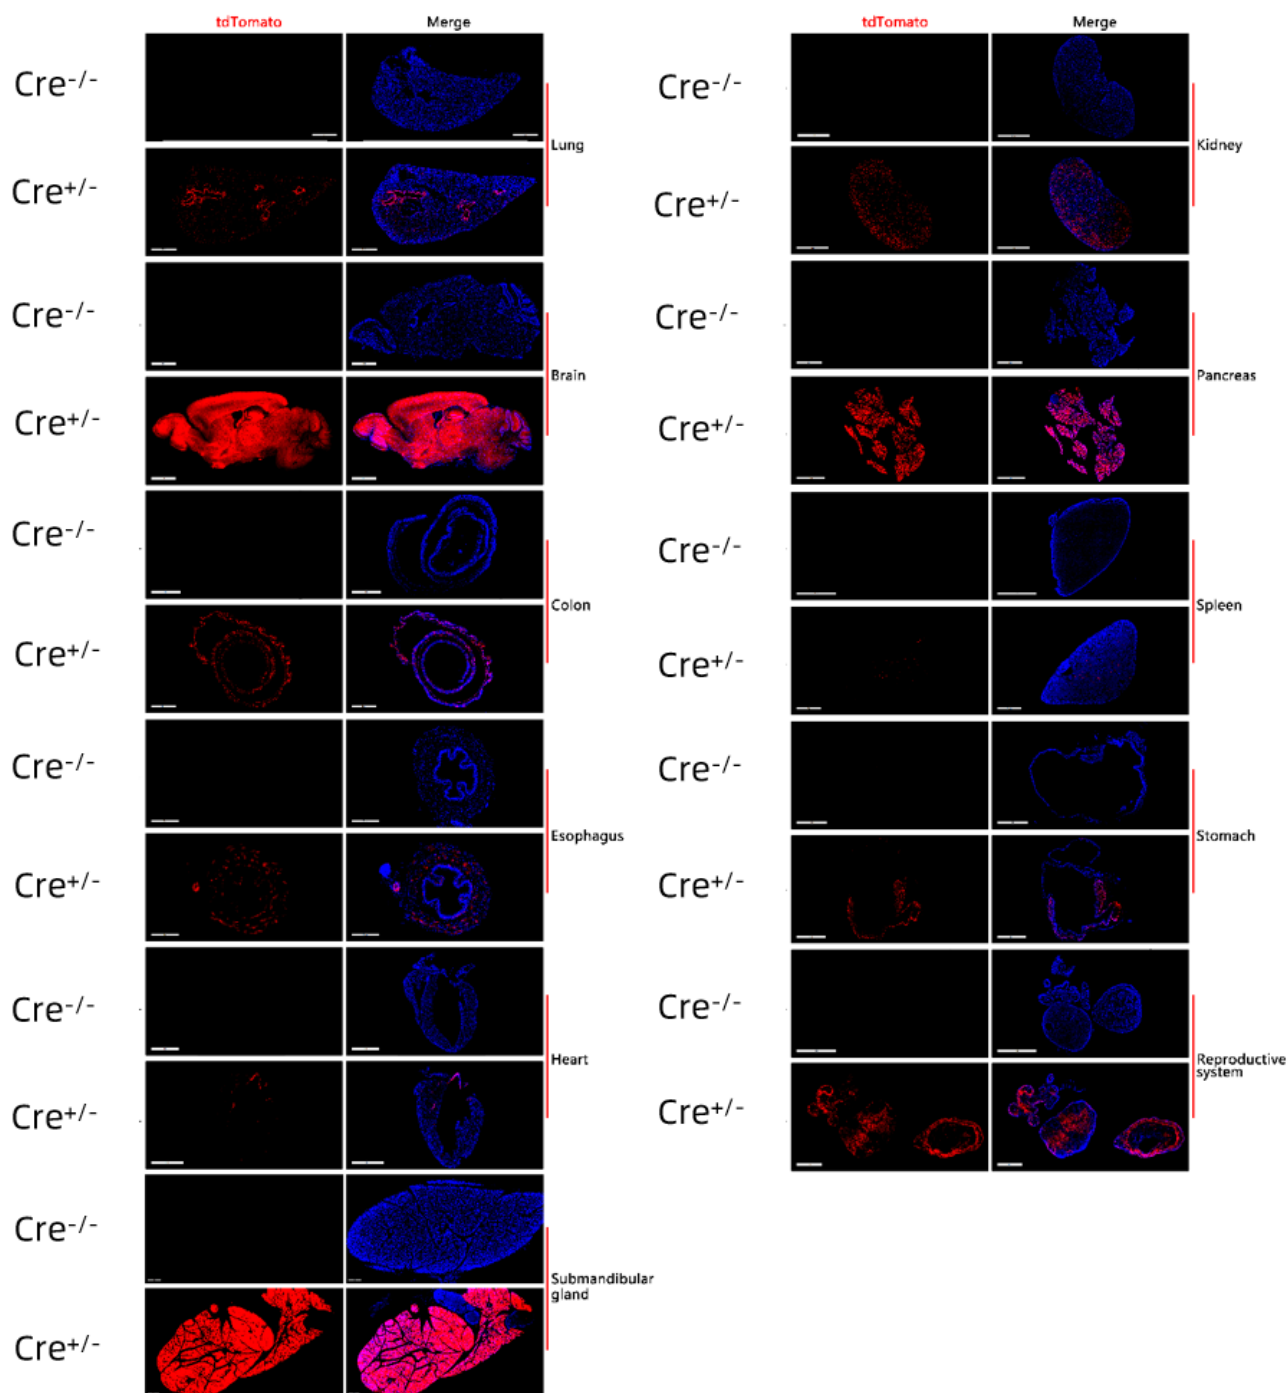 tdTomato Merge
Cre-/-
Lung
Cre+/-
Cre-/-
Brain
Cre+/-
Cre-/-
Colon
Cre+/-
Cre-/-
Esophagus
Cre+/-
Cre-/-
Heart
Cre+/-
Cre-/-
Submandibular
gland
Cre+/-
tdTomato Merge
Cre-/-
Kidney
Cre+/-
Cre-/-
Pancreas
Cre+/-
Cre-/-
Spleen
Cre+/-
Cre-/-
Stomach
Cre+/-
Cre-/-
Reproductive
system
Cre+/-